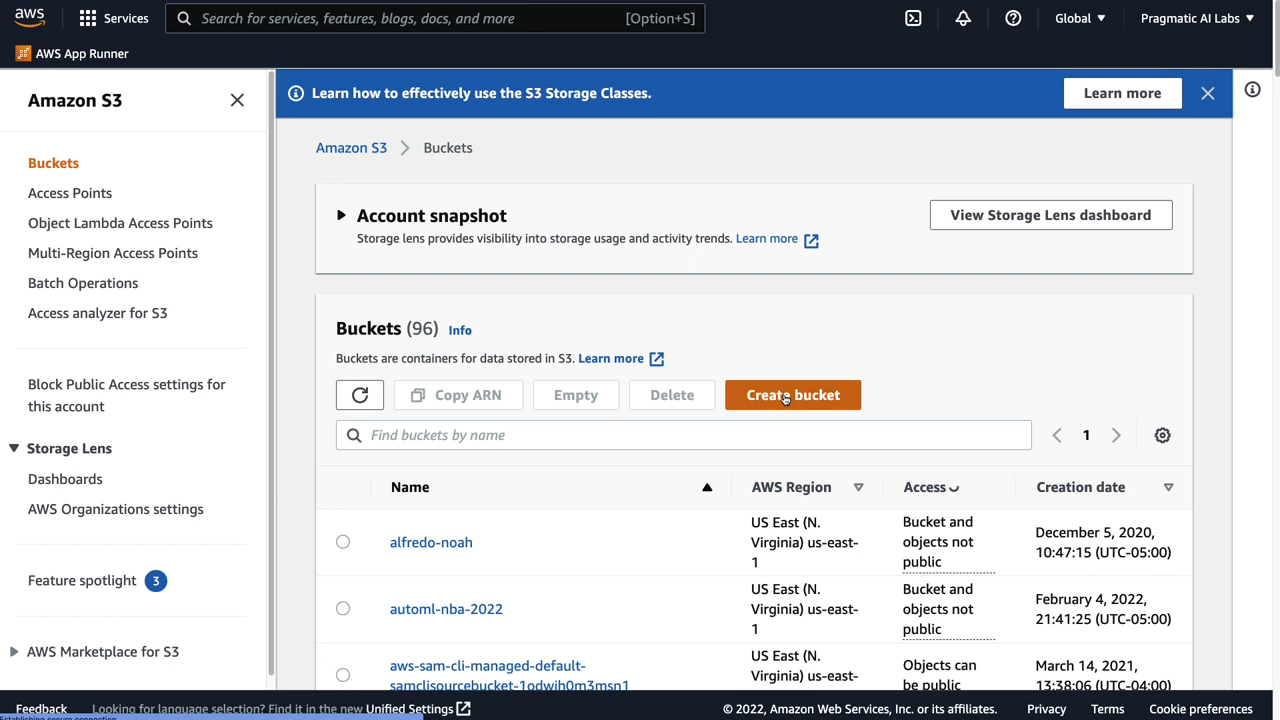 aws
Services
Search for services, features, blogs, docs, and more [Option+S]
Global
Pragmatic AI Labs
AWS App Runner
Amazon S3
Buckets
Access Points
Object Lambda Access Points
Multi-Region Access Points
Batch Operations
Access analyzer for S3
Block Public Access settings for
this account
Storage Lens
Dashboards
AWS Organizations settings
Feature spotlight 3
AWS Marketplace for S3
Learn how to effectively use the S3 Storage Classes.
Learn more
Amazon S3 Buckets
Account snapshot
Storage lens provides visibility into storage usage and activity trends. Learn more
View Storage Lens dashboard
Buckets (96) Info
Buckets are containers for data stored in S3. Learn more
Copy ARN Empty Delete Create bucket
Find buckets by name
1
Name AWS Region Access Creation date
alfredo-noah
US East (N.
Virginia) us-east-
1
Bucket and
objects not
public
December 5, 2020,
10:47:15 (UTC-05:00)
automl-nba-2022
US East (N.
Virginia) us-east-
1
Bucket and
objects not
public
February 4, 2022,
21:41:25 (UTC-05:00)
aws-sam-cli-managed-default-
samclisourcebucket-1odwih0m3msn1
US East (N.
Virginia) us-east-
Objects can
be public
March 14, 2021,
13:38:06 (UTC-04:00)
Feedback Looking for language selection? Find it in the new Unified Settings
© 2022, Amazon Web Services, Inc. or its affiliates. Privacy Terms Cookie preferences
Establishing secure connection...